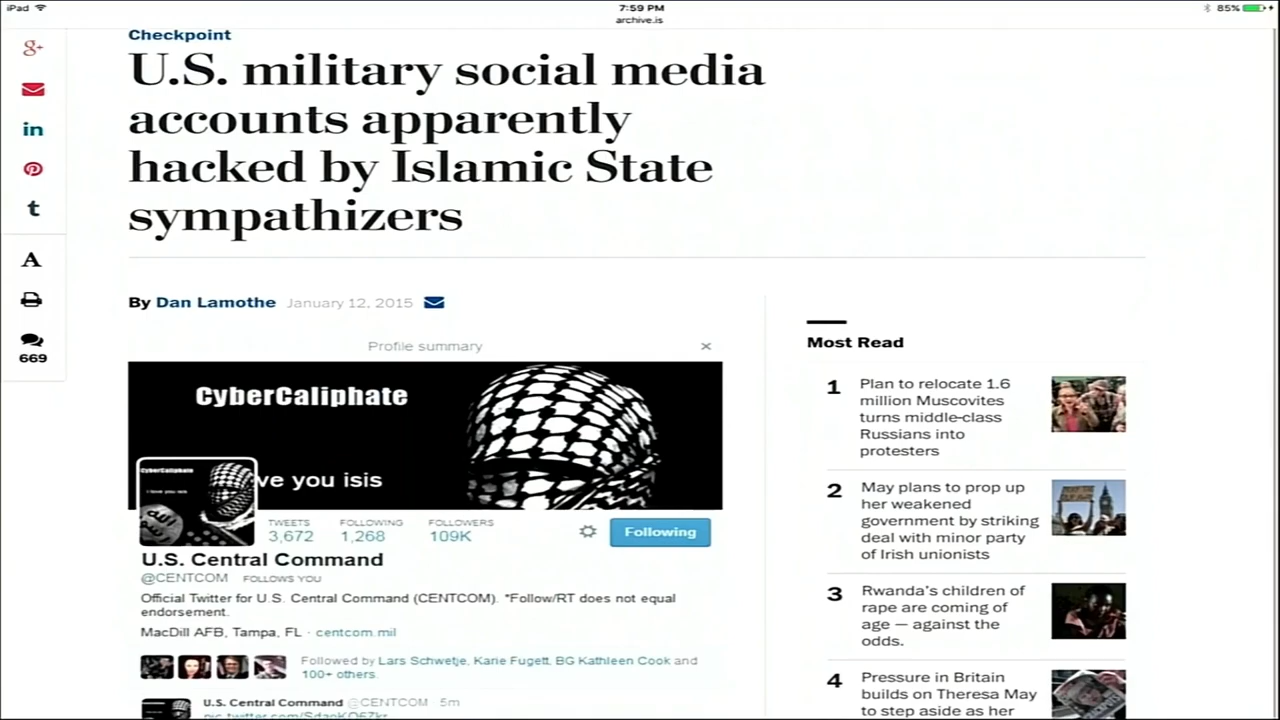 iPad
7:59 PM
85%
archive.is
Checkpoint
U.S. military social media
accounts apparently
hacked by Islamic State
sympathizers
g+
in
t
A
669
By Dan Lamothe January 12, 2015
Profile summary ×
CyberCaliphate
ve you isis
CyberCaliphate
i love you isis
TWEETS FOLLOWING FOLLOWERS
3,672 1,268 109K
Following
U.S. Central Command
@CENTCOM FOLLOWS YOU
Official Twitter for U.S. Central Command (CENTCOM). *Follow/RT does not equal
endorsement.
MacDill AFB, Tampa, FL · centcom.mil
Followed by Lars Schwetje, Karie Fugett, BG Kathleen Cook and
100+ others.
U.S. Central Command @CENTCOM 5m
Most Read
1 Plan to relocate 1.6
million Muscovites
turns middle-class
Russians into
protesters
2 May plans to prop up
her weakened
government by striking
deal with minor party
of Irish unionists
3 Rwanda's children of
rape are coming of
age — against the
odds.
4 Pressure in Britain
builds on Theresa May
to step aside as her